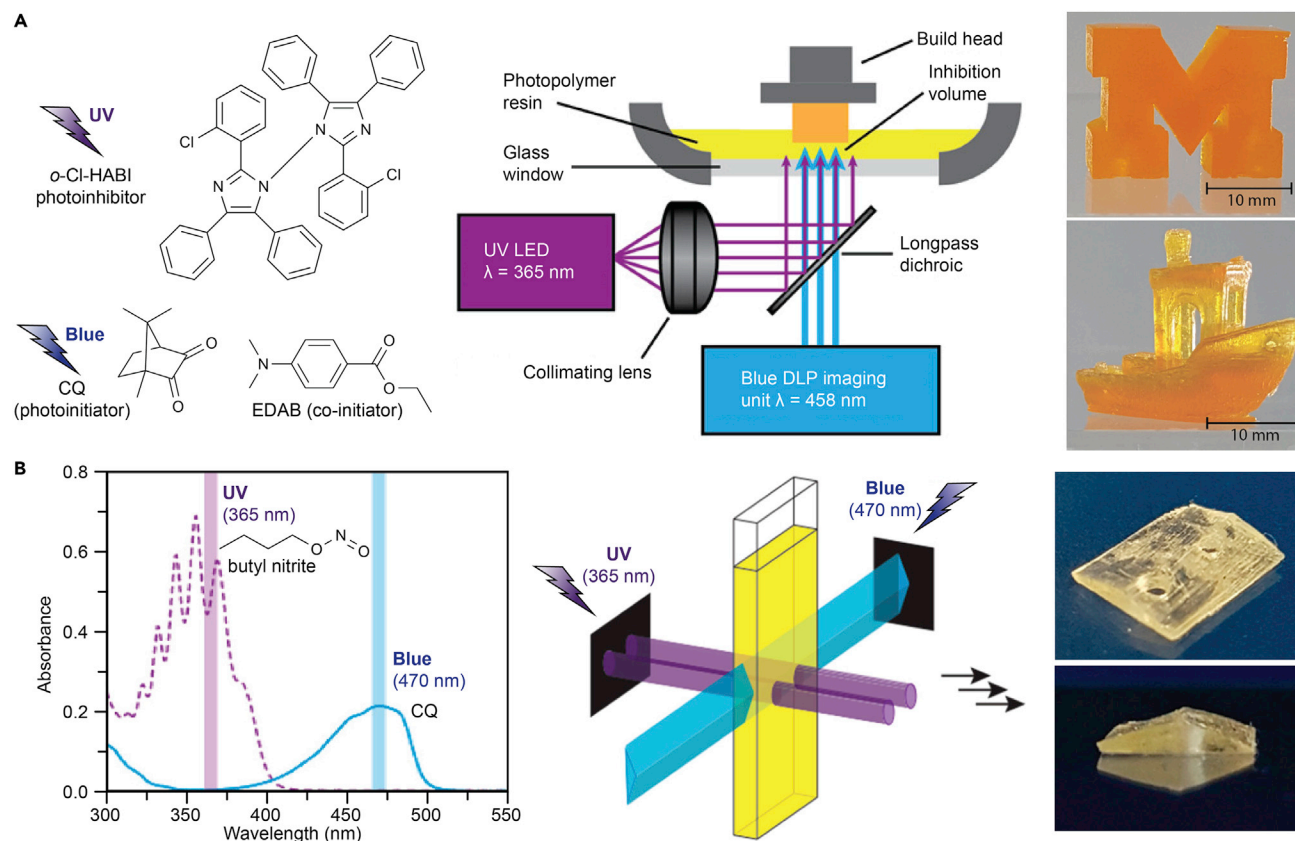 A
UV
o-Cl-HABI
photoinhibitor
Cl
N
N
N
N
Cl
Blue
CQ
(photoinitiator)
O
O
N
O
O
EDAB (co-initiator)
Build head
Photopolymer
resin
Inhibition
volume
Glass
window
UV LED
λ = 365 nm
Longpass
dichroic
Collimating lens
Blue DLP imaging
unit λ = 458 nm
10 mm
10 mm
B
0.8
0.6
0.4
0.2
0.0
Absorbance
UV
(365 nm)
O
N
O
butyl nitrite
Blue
(470 nm)
CQ
300
350
400
450
500
550
Wavelength (nm)
UV
(365 nm)
Blue
(470 nm)